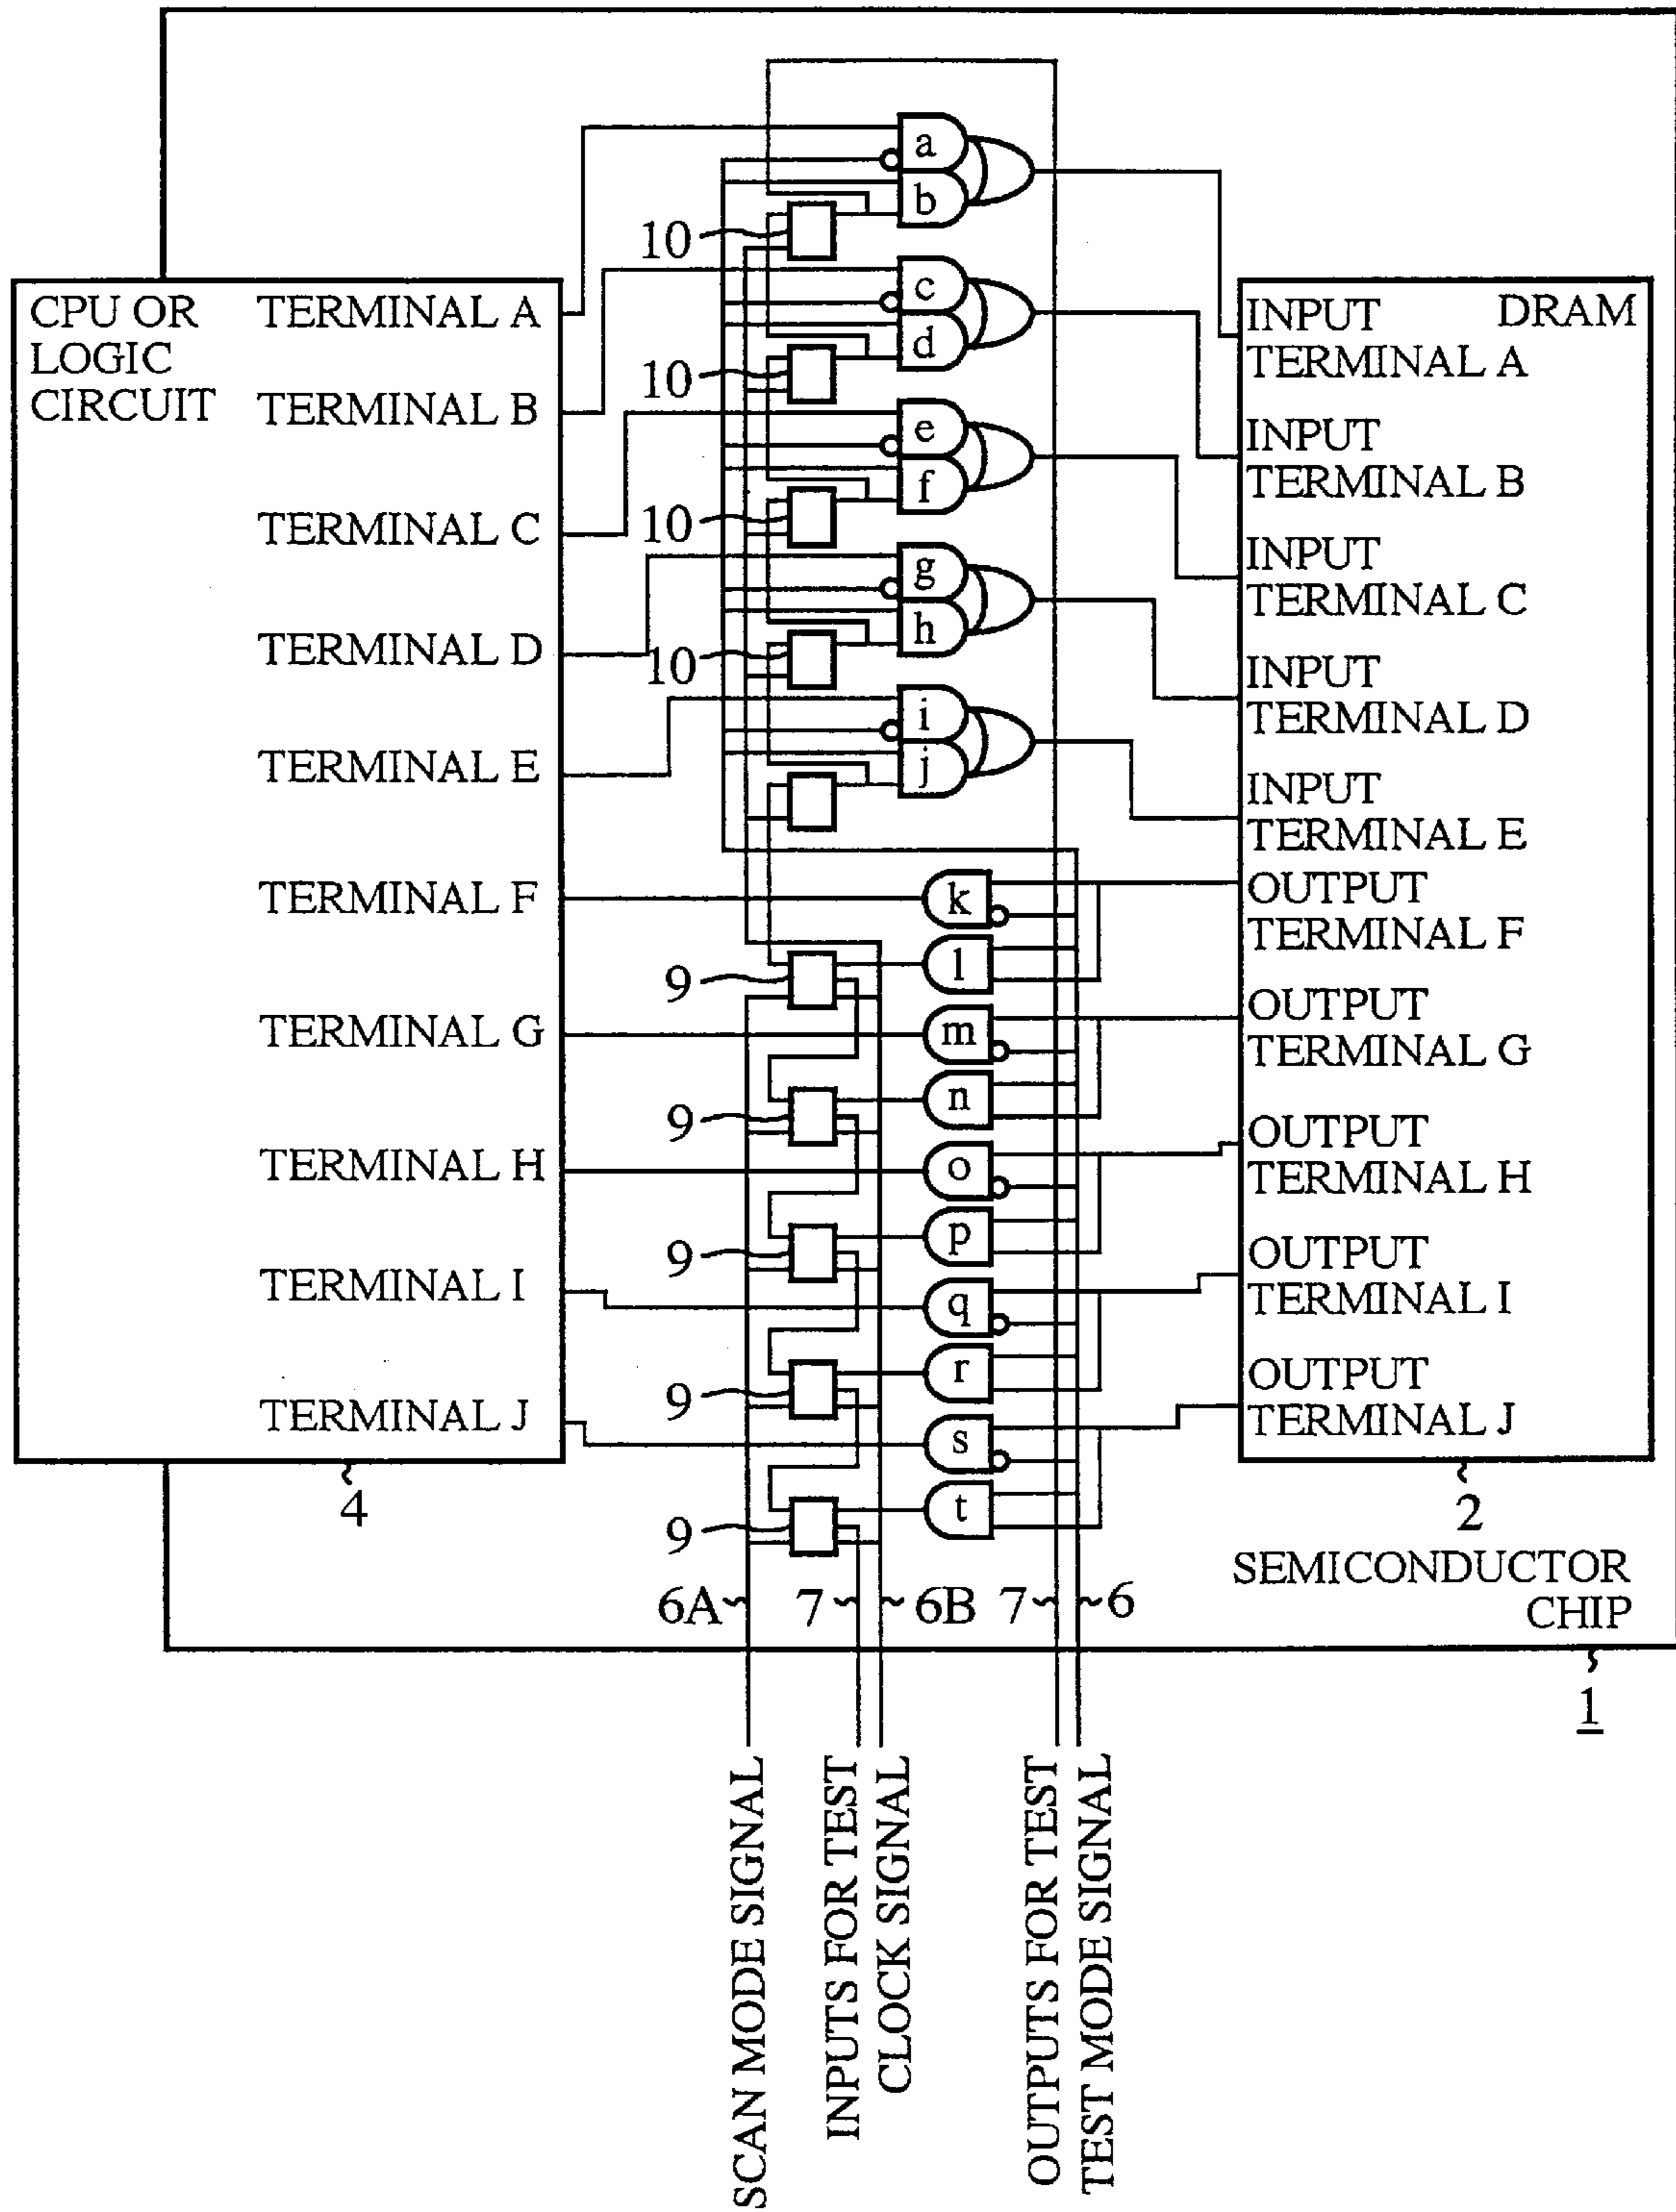 a
b
10
c
d
10
e
f
10
g
h
10
i
j
k
l
9
m
n
9
o
p
9
q
r
9
s
t
9
CPU OR
LOGIC
CIRCUIT
TERMINAL A
TERMINAL B
TERMINAL C
TERMINAL D
TERMINAL E
TERMINAL F
TERMINAL G
TERMINAL H
TERMINAL I
TERMINAL J
4
DRAM
INPUT
TERMINAL A
INPUT
TERMINAL B
INPUT
TERMINAL C
INPUT
TERMINAL D
INPUT
TERMINAL E
OUTPUT
TERMINAL F
OUTPUT
TERMINAL G
OUTPUT
TERMINAL H
OUTPUT
TERMINAL I
OUTPUT
TERMINAL J
2
SEMICONDUCTOR
CHIP
1
6A
7
6B
7
6
SCAN MODE SIGNAL
INPUTS FOR TEST
CLOCK SIGNAL
OUTPUTS FOR TEST
TEST MODE SIGNAL